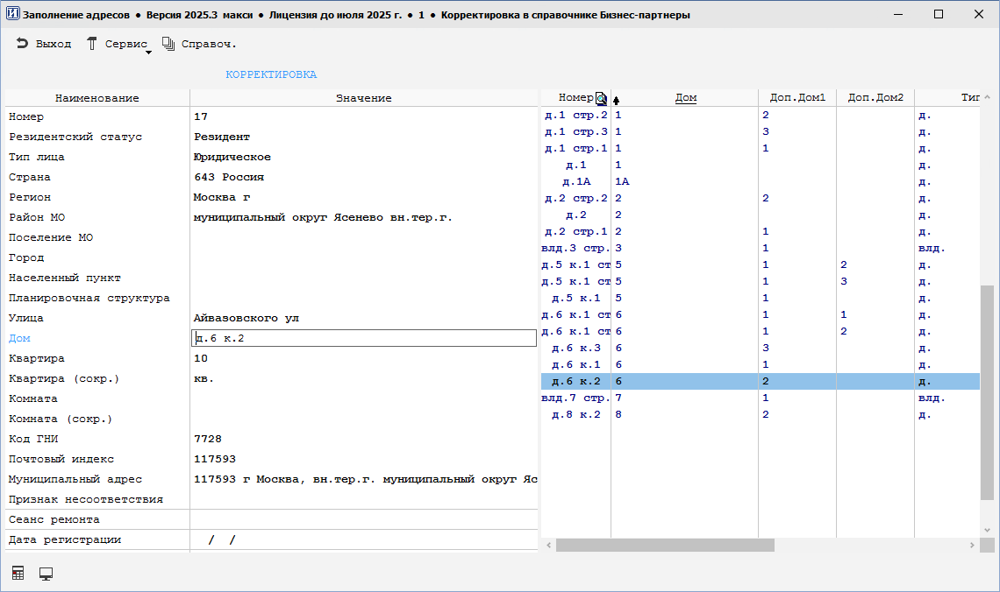 Заполнение адресов ● Версия 2025.3 макси ● Лицензия до июля 2025 г. ● 1 ● Корректировка в справочнике Бизнес-партнеры
Выход Сервис Справоч.
КОРРЕКТИРОВКА
Наименование Значение
Номер 17
Резидентский статус Резидент
Тип лица Юридическое
Страна 643 Россия
Регион Москва г
Район МО муниципальный округ Ясенево вн.тер.г.
Поселение МО
Город
Населенный пункт
Планировочная структура
Улица Айвазовского ул
Дом д.6 к.2
Квартира 10
Квартира (сокр.) кв.
Комната
Комната (сокр.)
Код ГНИ 7728
Почтовый индекс 117593
Муниципальный адрес 117593 г Москва, вн.тер.г. муниципальный округ Яс
Признак несоответствия
Сеанс ремонта
Дата регистрации / /
Номер Дом Доп.Дом1 Доп.Дом2 Тип
д.1 стр.2 1 2 д.
д.1 стр.3 1 3 д.
д.1 стр.1 1 1 д.
д.1 1 д.
д.1А 1А д.
д.2 стр.2 2 2 д.
д.2 2 д.
д.2 стр.1 2 1 д.
влд.3 стр. 3 1 влд.
д.5 к.1 ст 5 1 2 д.
д.5 к.1 ст 5 1 3 д.
д.5 к.1 5 1 д.
д.6 к.1 ст 6 1 1 д.
д.6 к.1 ст 6 1 2 д.
д.6 к.3 6 3 д.
д.6 к.1 6 1 д.
д.6 к.2 6 2 д.
влд.7 стр. 7 1 влд.
д.8 к.2 8 2 д.